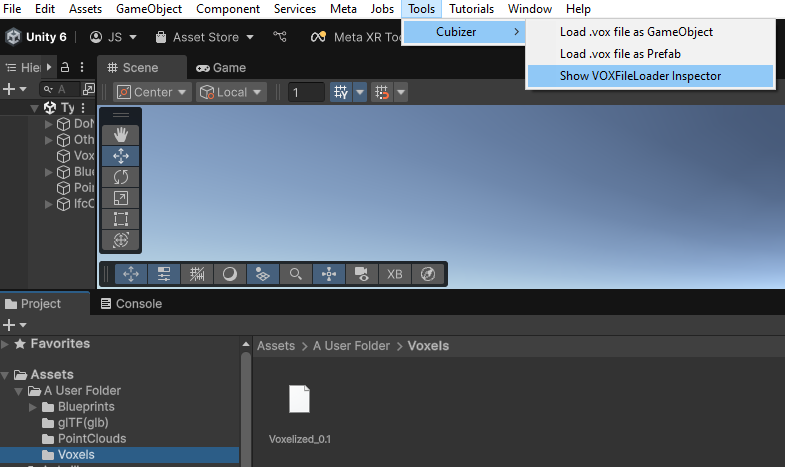 File Edit Assets GameObject Component Services Meta Jobs Tools Tutorials Window Help
Cubizer
Load .vox file as GameObject
Load .vox file as Prefab
Show VOXFileLoader Inspector
Unity 6 JS Asset Store Meta XR Too
Hier Scene Game
A
Center Local 1
Ty
DoN
Oth
Vox
Blue
Poin
IfcO
XB
Project Console
Favorites
Assets > A User Folder > Voxels
Assets
A User Folder
Blueprints
glTF(glb)
PointClouds
Voxels
Voxelized_0.1